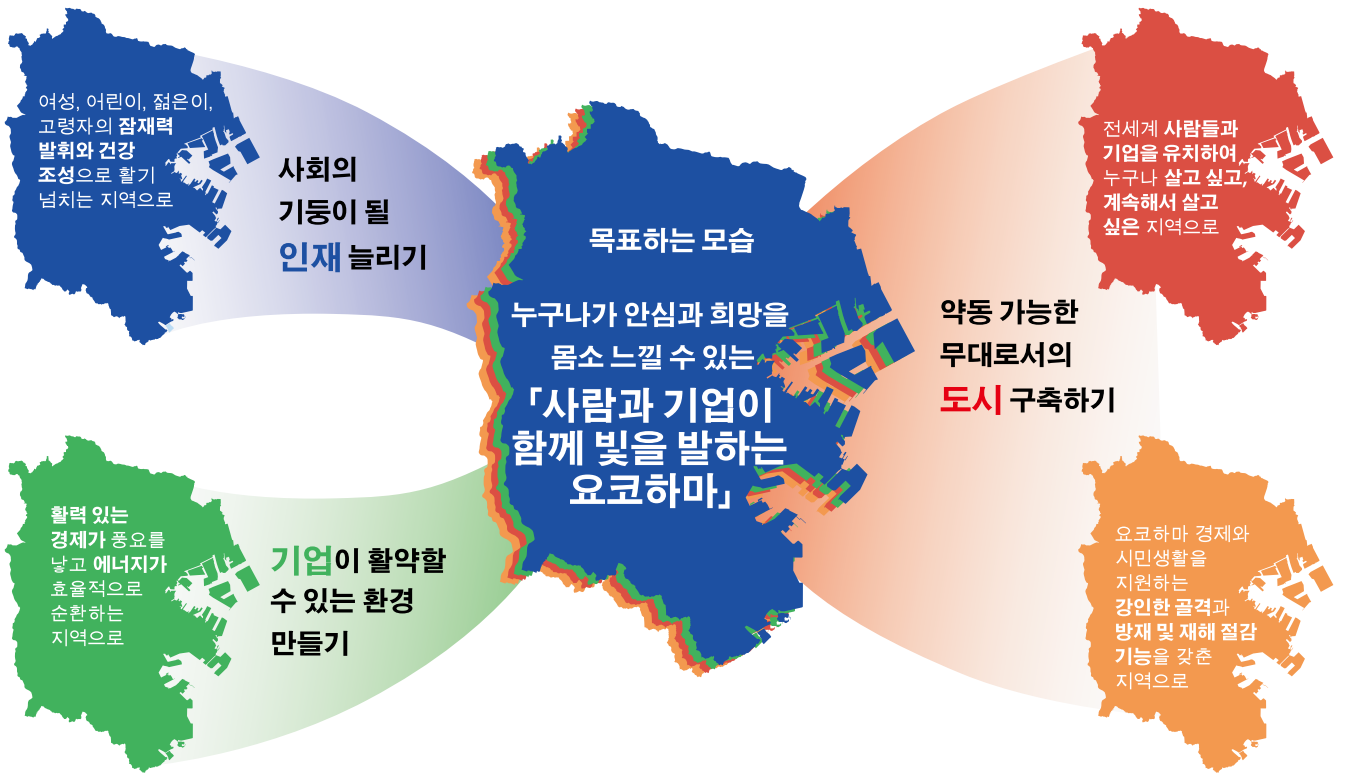 여성, 어린이, 젊은이,
고령자의 잠재력
발휘와 건강
조성으로 활기
넘치는 지역으로
사회의
기둥이 될
인재 늘리기
활력 있는
경제가 풍요를
낳고 에너지가
효율적으로
순환하는
지역으로
기업이 활약할
수 있는 환경
만들기
목표하는 모습
누구나가 안심과 희망을
몸소 느낄 수 있는
「사람과 기업이
함께 빛을 발하는
요코하마」
약동 가능한
무대로서의
도시 구축하기
전세계 사람들과
기업을 유치하여,
누구나 살고 싶고,
계속해서 살고
싶은 지역으로
요코하마 경제와
시민생활을
지원하는
강인한 골격과
방재 및 재해 절감
기능을 갖춘
지역으로